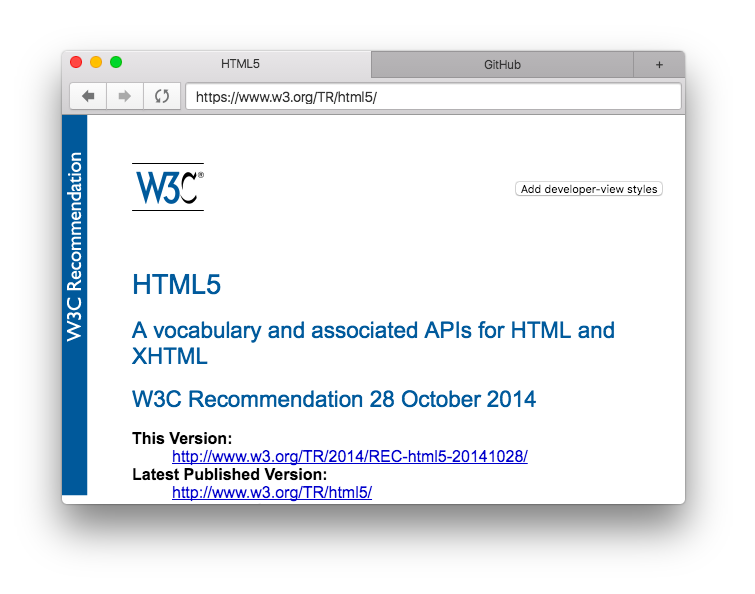 HTML5
GitHub
+
https://www.w3.org/TR/html5/
W3C Recommendation
W3C®
Add developer-view styles
HTML5
A vocabulary and associated APIs for HTML and
XHTML
W3C Recommendation 28 October 2014
This Version:
http://www.w3.org/TR/2014/REC-html5-20141028/
Latest Published Version:
http://www.w3.org/TR/html5/